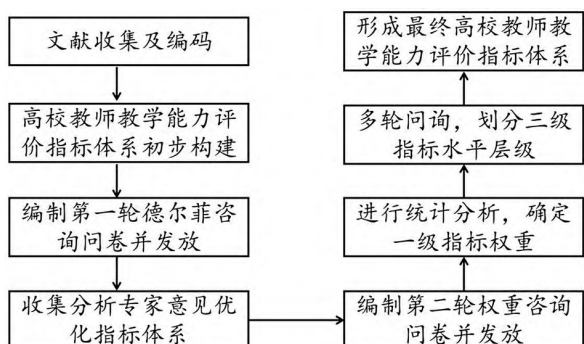 文献收集及编码
高校教师教学能力评
价指标体系初步构建
编制第一轮德尔菲咨
询问卷并发放
收集分析专家意见优
化指标体系
编制第二轮权重咨询
问卷并发放
进行统计分析，确定
一级指标权重
多轮问询，划分三级
指标水平层级
形成最终高校教师教
学能力评价指标体系